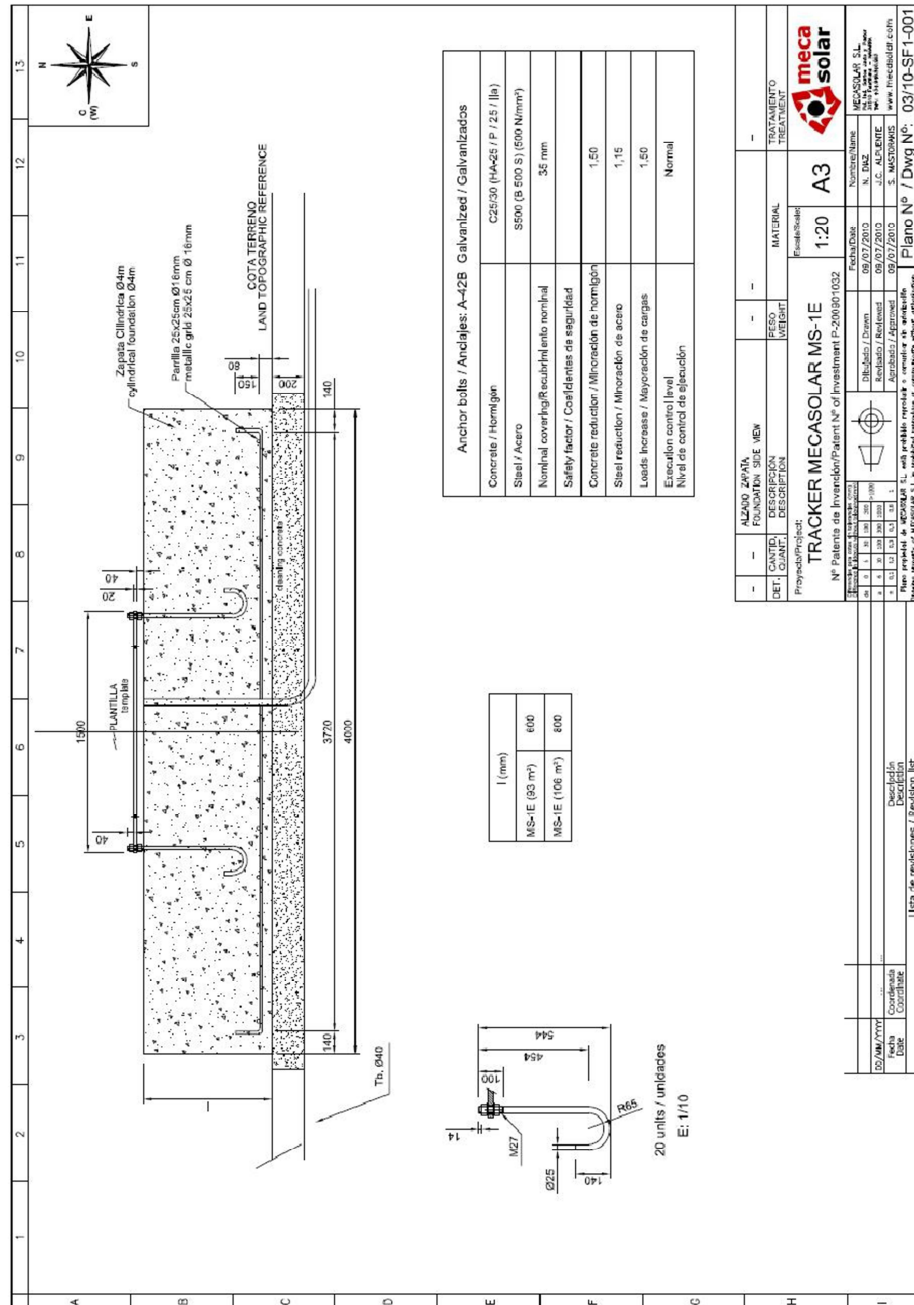 1 2 3 4 5 6 7 8 9 10 11 12 13
A
B
C
D
E
F
G
H
I
N
E
S
O
(W)
1500
PLANTILLA
template
40
20
40
Zapata Cilíndrica Ø4m
cylindrical foundation Ø4m
Parrilla 25x25cm Ø16mm
metallic grid 25x25 cm Ø 16mm
COTA TERRENO
LAND TOPOGRAPHIC REFERENCE
80
150
200
140
cleaning concrete
3720
4000
140
l
Tb. Ø40
14
100
M27
454
544
Ø25
140
R65
20 units / unidades
E: 1/10
l (mm)
MS-1E (93 m²) 600
MS-1E (106 m²) 800
Anchor bolts / Anclajes: A-42B Galvanized / Galvanizados
Concrete / Hormigón C25/30 (HA-25 / P / 25 / IIa)
Steel / Acero S500 (B 500 S) (500 N/mm²)
Nominal covering/Recubrimiento nominal 35 mm
Safety factor / Coeficientes de seguridad
Concrete reduction / Minoración de hormigón 1,50
Steel reduction / Minoración de acero 1,15
Loads Increase / Mayoración de cargas 1,50
Execution control level Normal
Nivel de control de ejecución
- - ALZADO ZAPATA - - -
FOUNDATION SIDE VIEW
DET. CANTID. DESCRIPCIÓN PESO MATERIAL TRATAMIENTO
QUANT. DESCRIPTION WEIGHT TREATMENT
Proyecto/Project:
TRACKER MECASOLAR MS-1E
Nº Patente de Invención/Patent Nº of Investment P-200901032
Escala/Scale:
1:20 A3
meca
solar
Fecha/Date Nombre/Name
Dibujado / Drawn 09/07/2010 N. DIAZ
Revisado / Reviewed 09/07/2010 J.C. ALPUENTE
Aprobado / Approved 09/07/2010 S. MASTORAKIS
MECASOLAR S.L.
www.mecasolar.com
Plano Nº / Dwg Nº: 03/10-SF1-001
DD/MM/YYYY ... ...
Fecha Coordenada Descripción
Date Coordinate Description
Lista de revisiones / Revision list